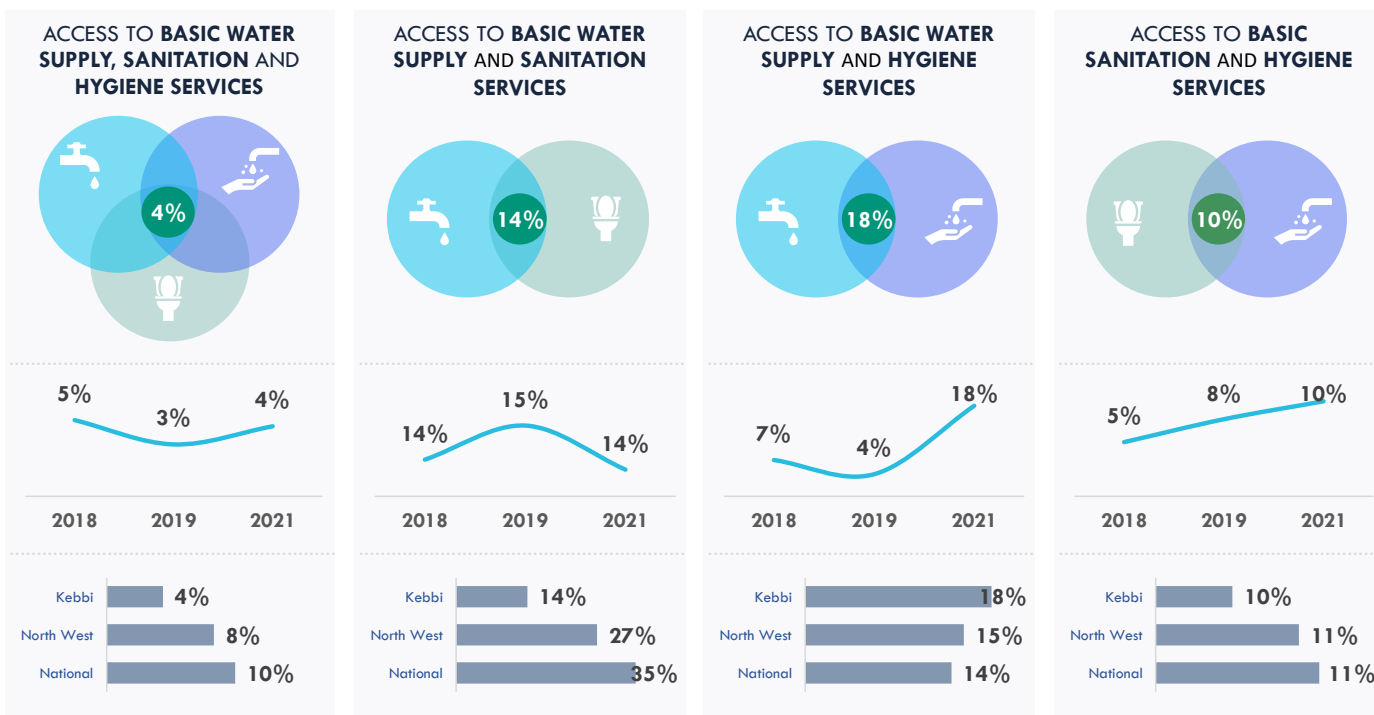 ACCESS TO BASIC WATER
SUPPLY, SANITATION AND
HYGIENE SERVICES
4%
5%
3%
4%
2018
2019
2021
Kebbi
4%
North West
8%
National
10%
ACCESS TO BASIC WATER
SUPPLY AND SANITATION
SERVICES
14%
14%
15%
14%
2018
2019
2021
Kebbi
14%
North West
27%
National
35%
ACCESS TO BASIC WATER
SUPPLY AND HYGIENE
SERVICES
18%
7%
4%
18%
2018
2019
2021
Kebbi
18%
North West
15%
National
14%
ACCESS TO BASIC
SANITATION AND HYGIENE
SERVICES
10%
5%
8%
10%
2018
2019
2021
Kebbi
10%
North West
11%
National
11%